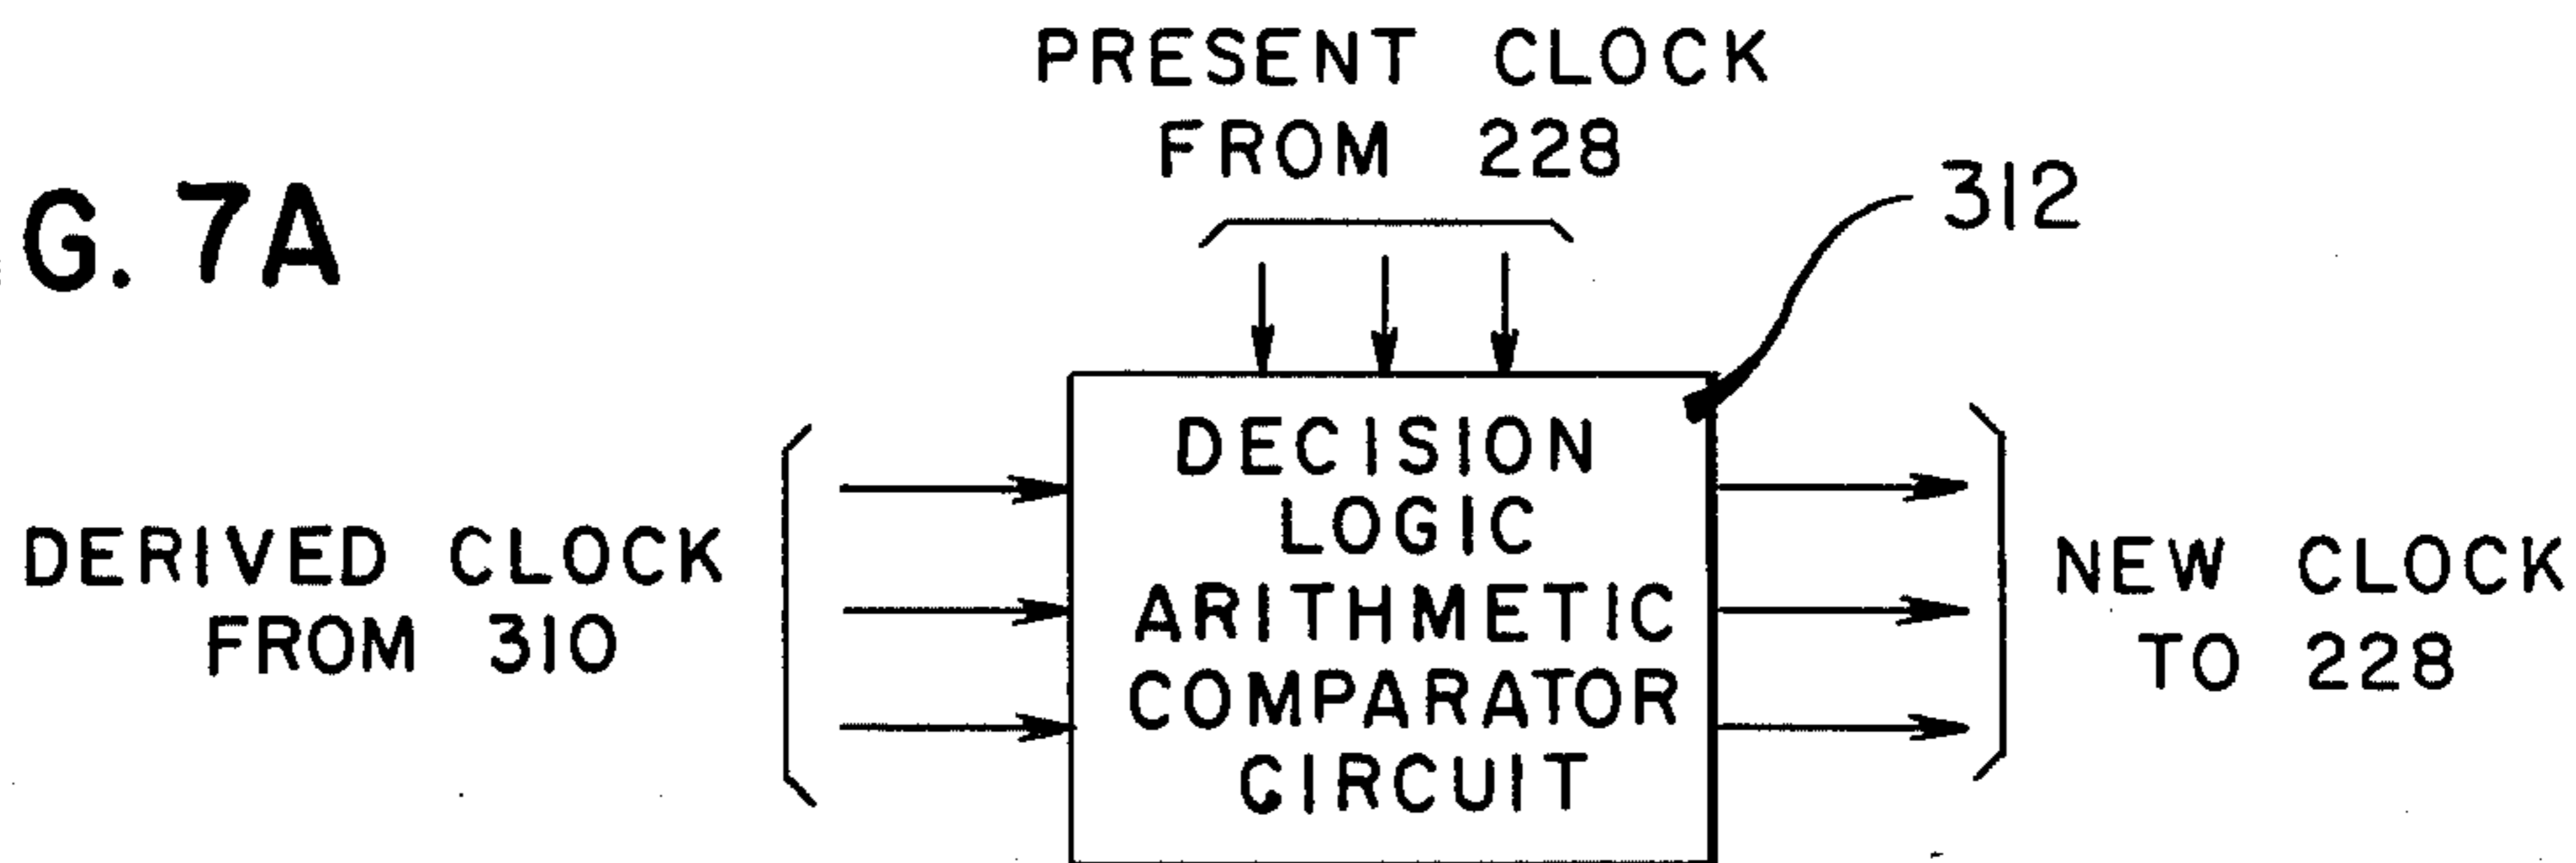 G. 7A
PRESENT CLOCK
FROM 228
312
DERIVED CLOCK
FROM 310
DECISION
LOGIC
ARITHMETIC
COMPARATOR
CIRCUIT
NEW CLOCK
TO 228